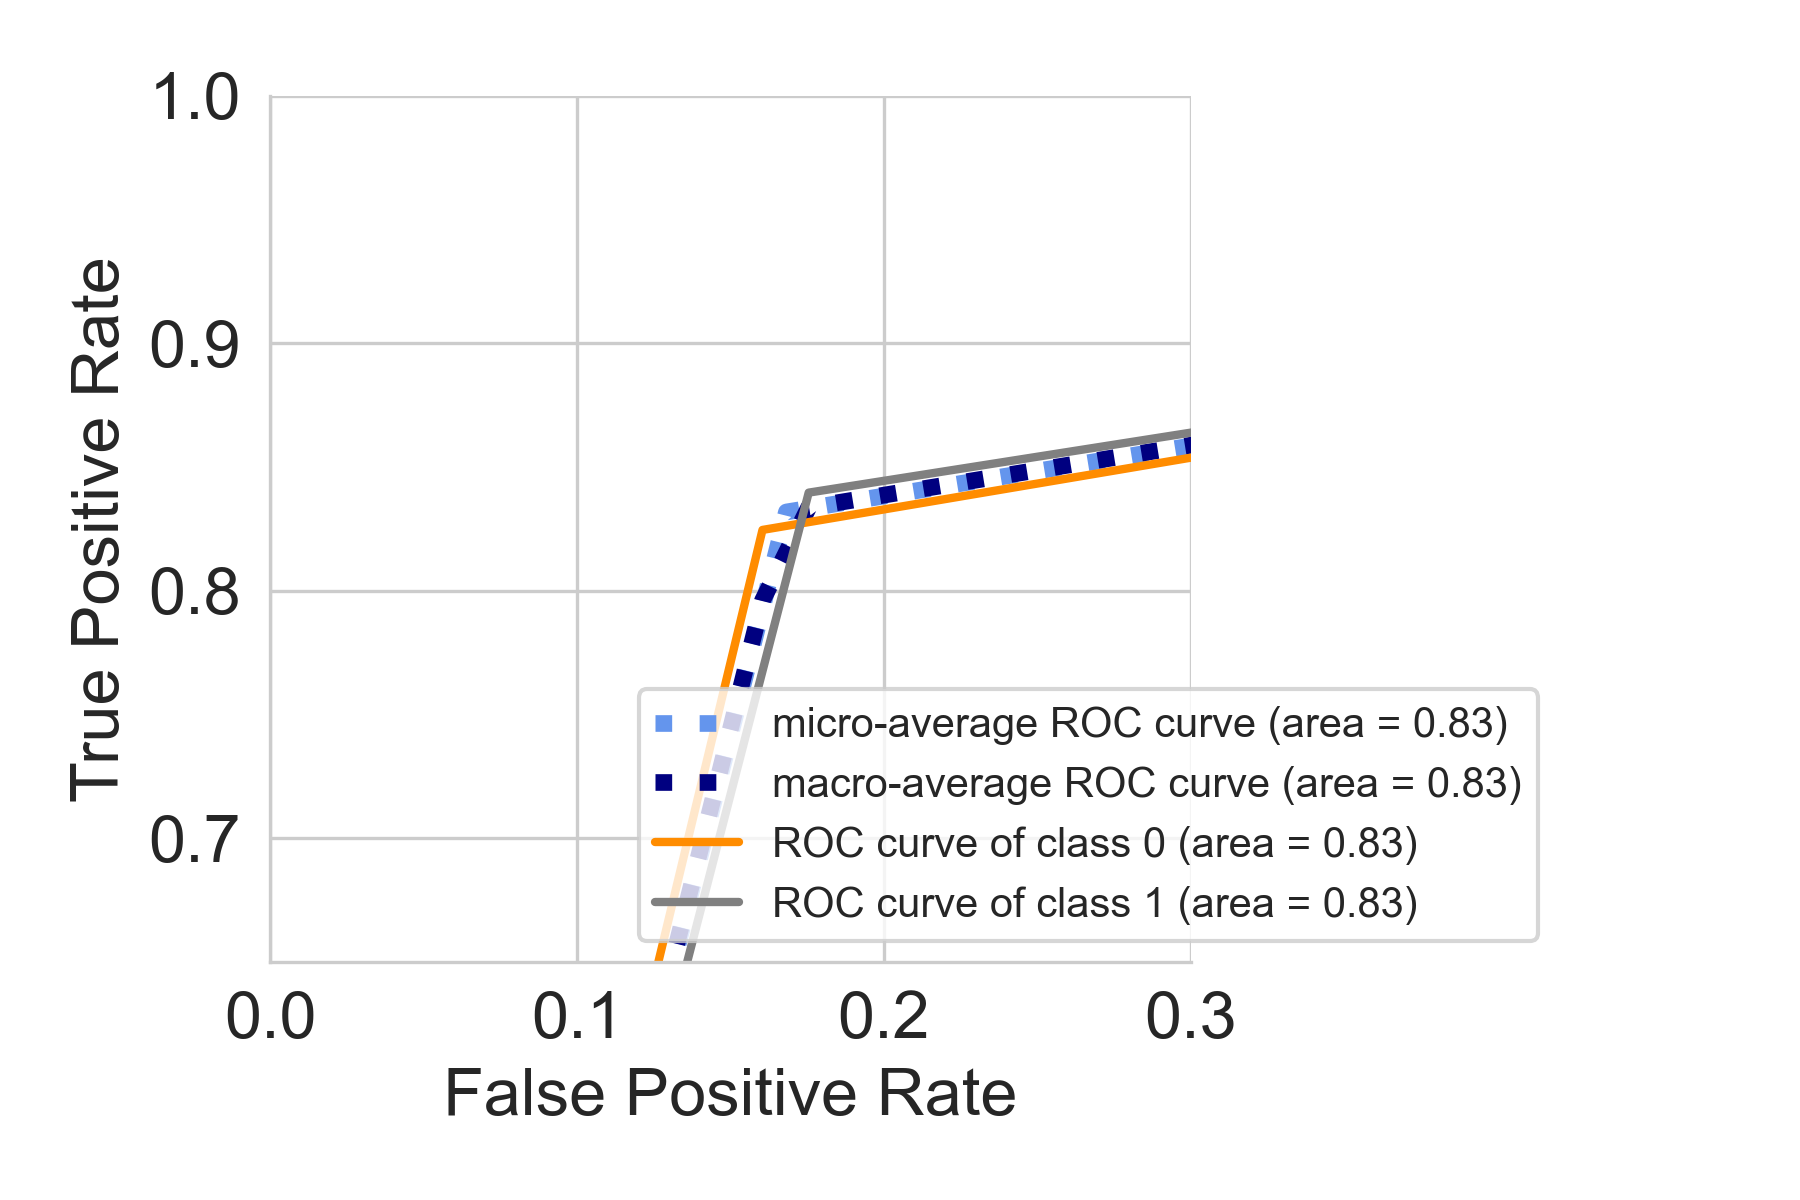 1.0
0.9
0.8
0.7
True Positive Rate
micro-average ROC curve (area = 0.83)
macro-average ROC curve (area = 0.83)
ROC curve of class 0 (area = 0.83)
ROC curve of class 1 (area = 0.83)
0.0 0.1 0.2 0.3
False Positive Rate